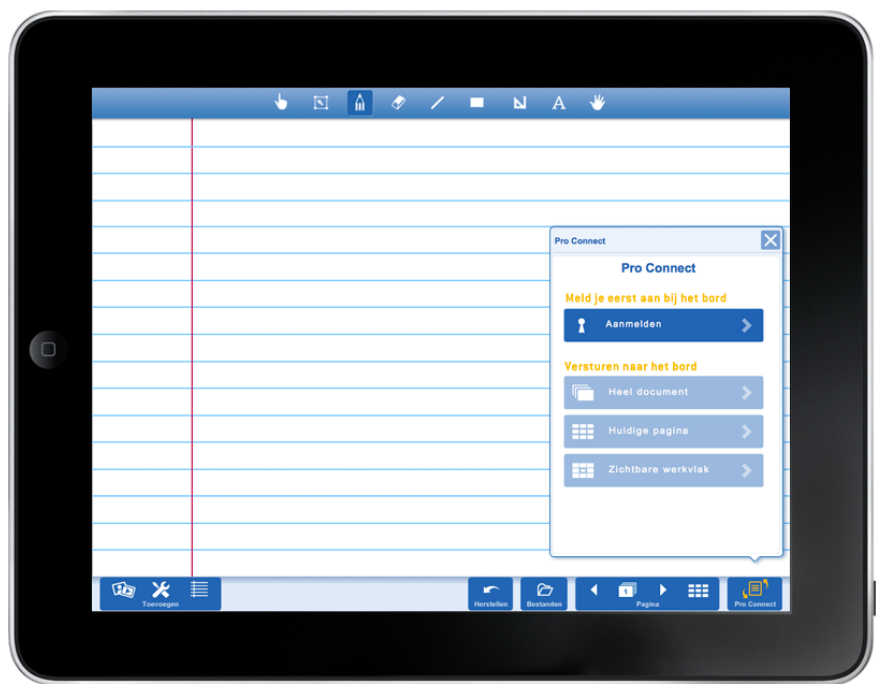 A
Pro Connect
Pro Connect
Meld je eerst aan bij het bord
Aanmelden
Versturen naar het bord
Heel document
Huidige pagina
Zichtbare werkvlak
Toevoegen
Herstellen
Bestanden
1
Pagina
Pro Connect